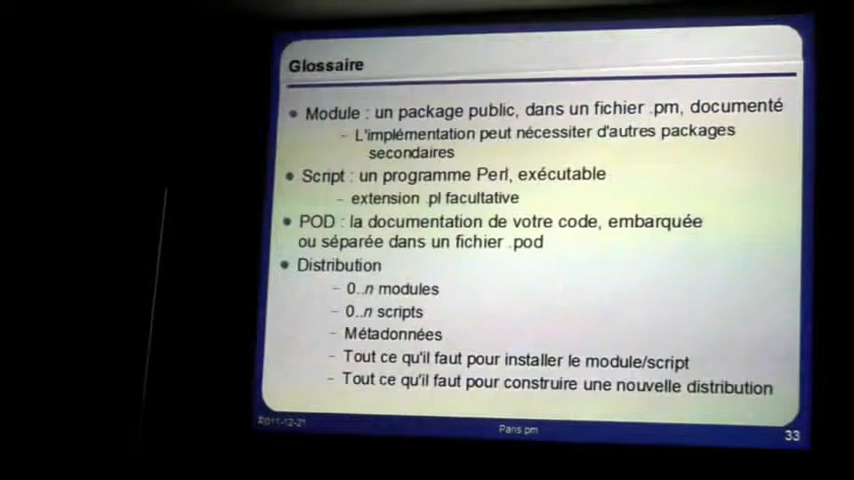 Glossaire
• Module : un package public, dans un fichier .pm, documenté
– L'implémentation peut nécessiter d'autres packages
secondaires
• Script : un programme Perl, exécutable
– extension .pl facultative
• POD : la documentation de votre code, embarquée
ou séparée dans un fichier .pod
• Distribution
– 0..n modules
– 0..n scripts
– Métadonnées
– Tout ce qu'il faut pour installer le module/script
– Tout ce qu'il faut pour construire une nouvelle distribution
2011-12-21
Paris.pm
33